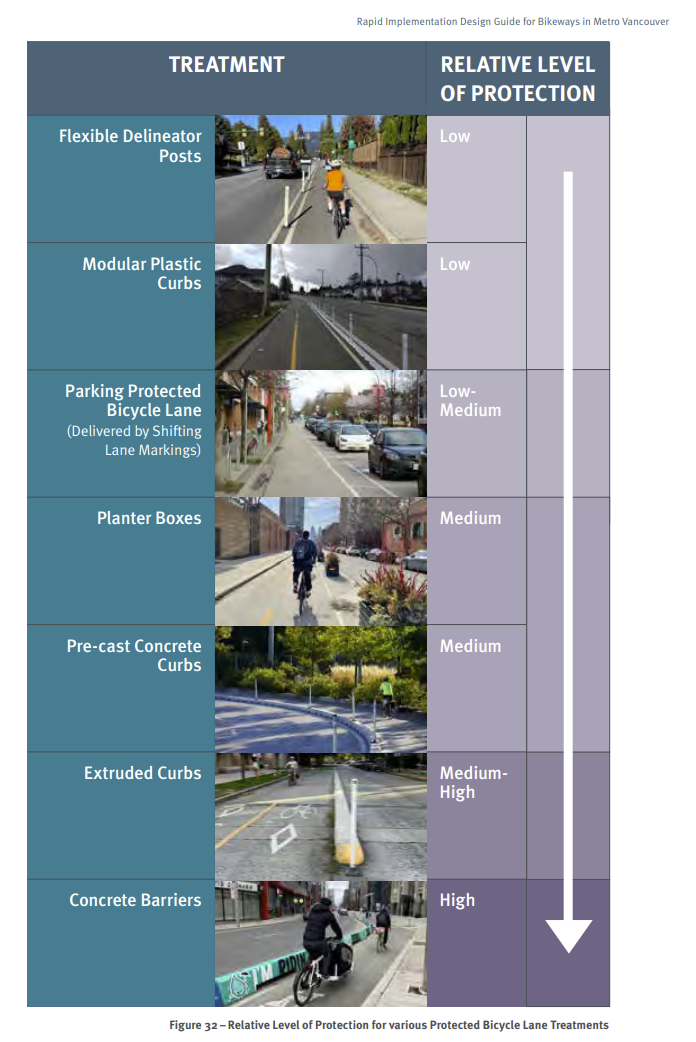 Rapid Implementation Design Guide for Bikeways in Metro Vancouver
TREATMENT
RELATIVE LEVEL
OF PROTECTION
Flexible Delineator
Posts
Low
Modular Plastic
Curbs
Low
Parking Protected
Bicycle Lane
(Delivered by Shifting
Lane Markings)
Low-
Medium
Planter Boxes
Medium
Pre-cast Concrete
Curbs
Medium
Extruded Curbs
Medium-
High
Concrete Barriers
High
I'M RIDIN
Figure 32 – Relative Level of Protection for various Protected Bicycle Lane Treatments